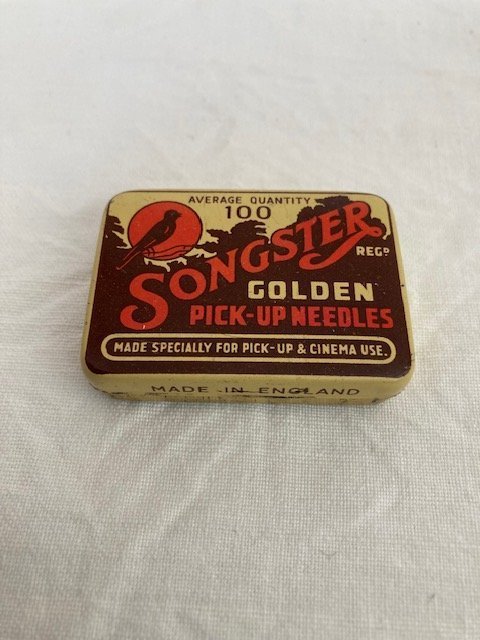 AVERAGE QUANTITY
100
SONGSTER
REGD
GOLDEN
PICK-UP NEEDLES
MADE SPECIALLY FOR PICK-UP & CINEMA USE.
MADE IN ENGLAND